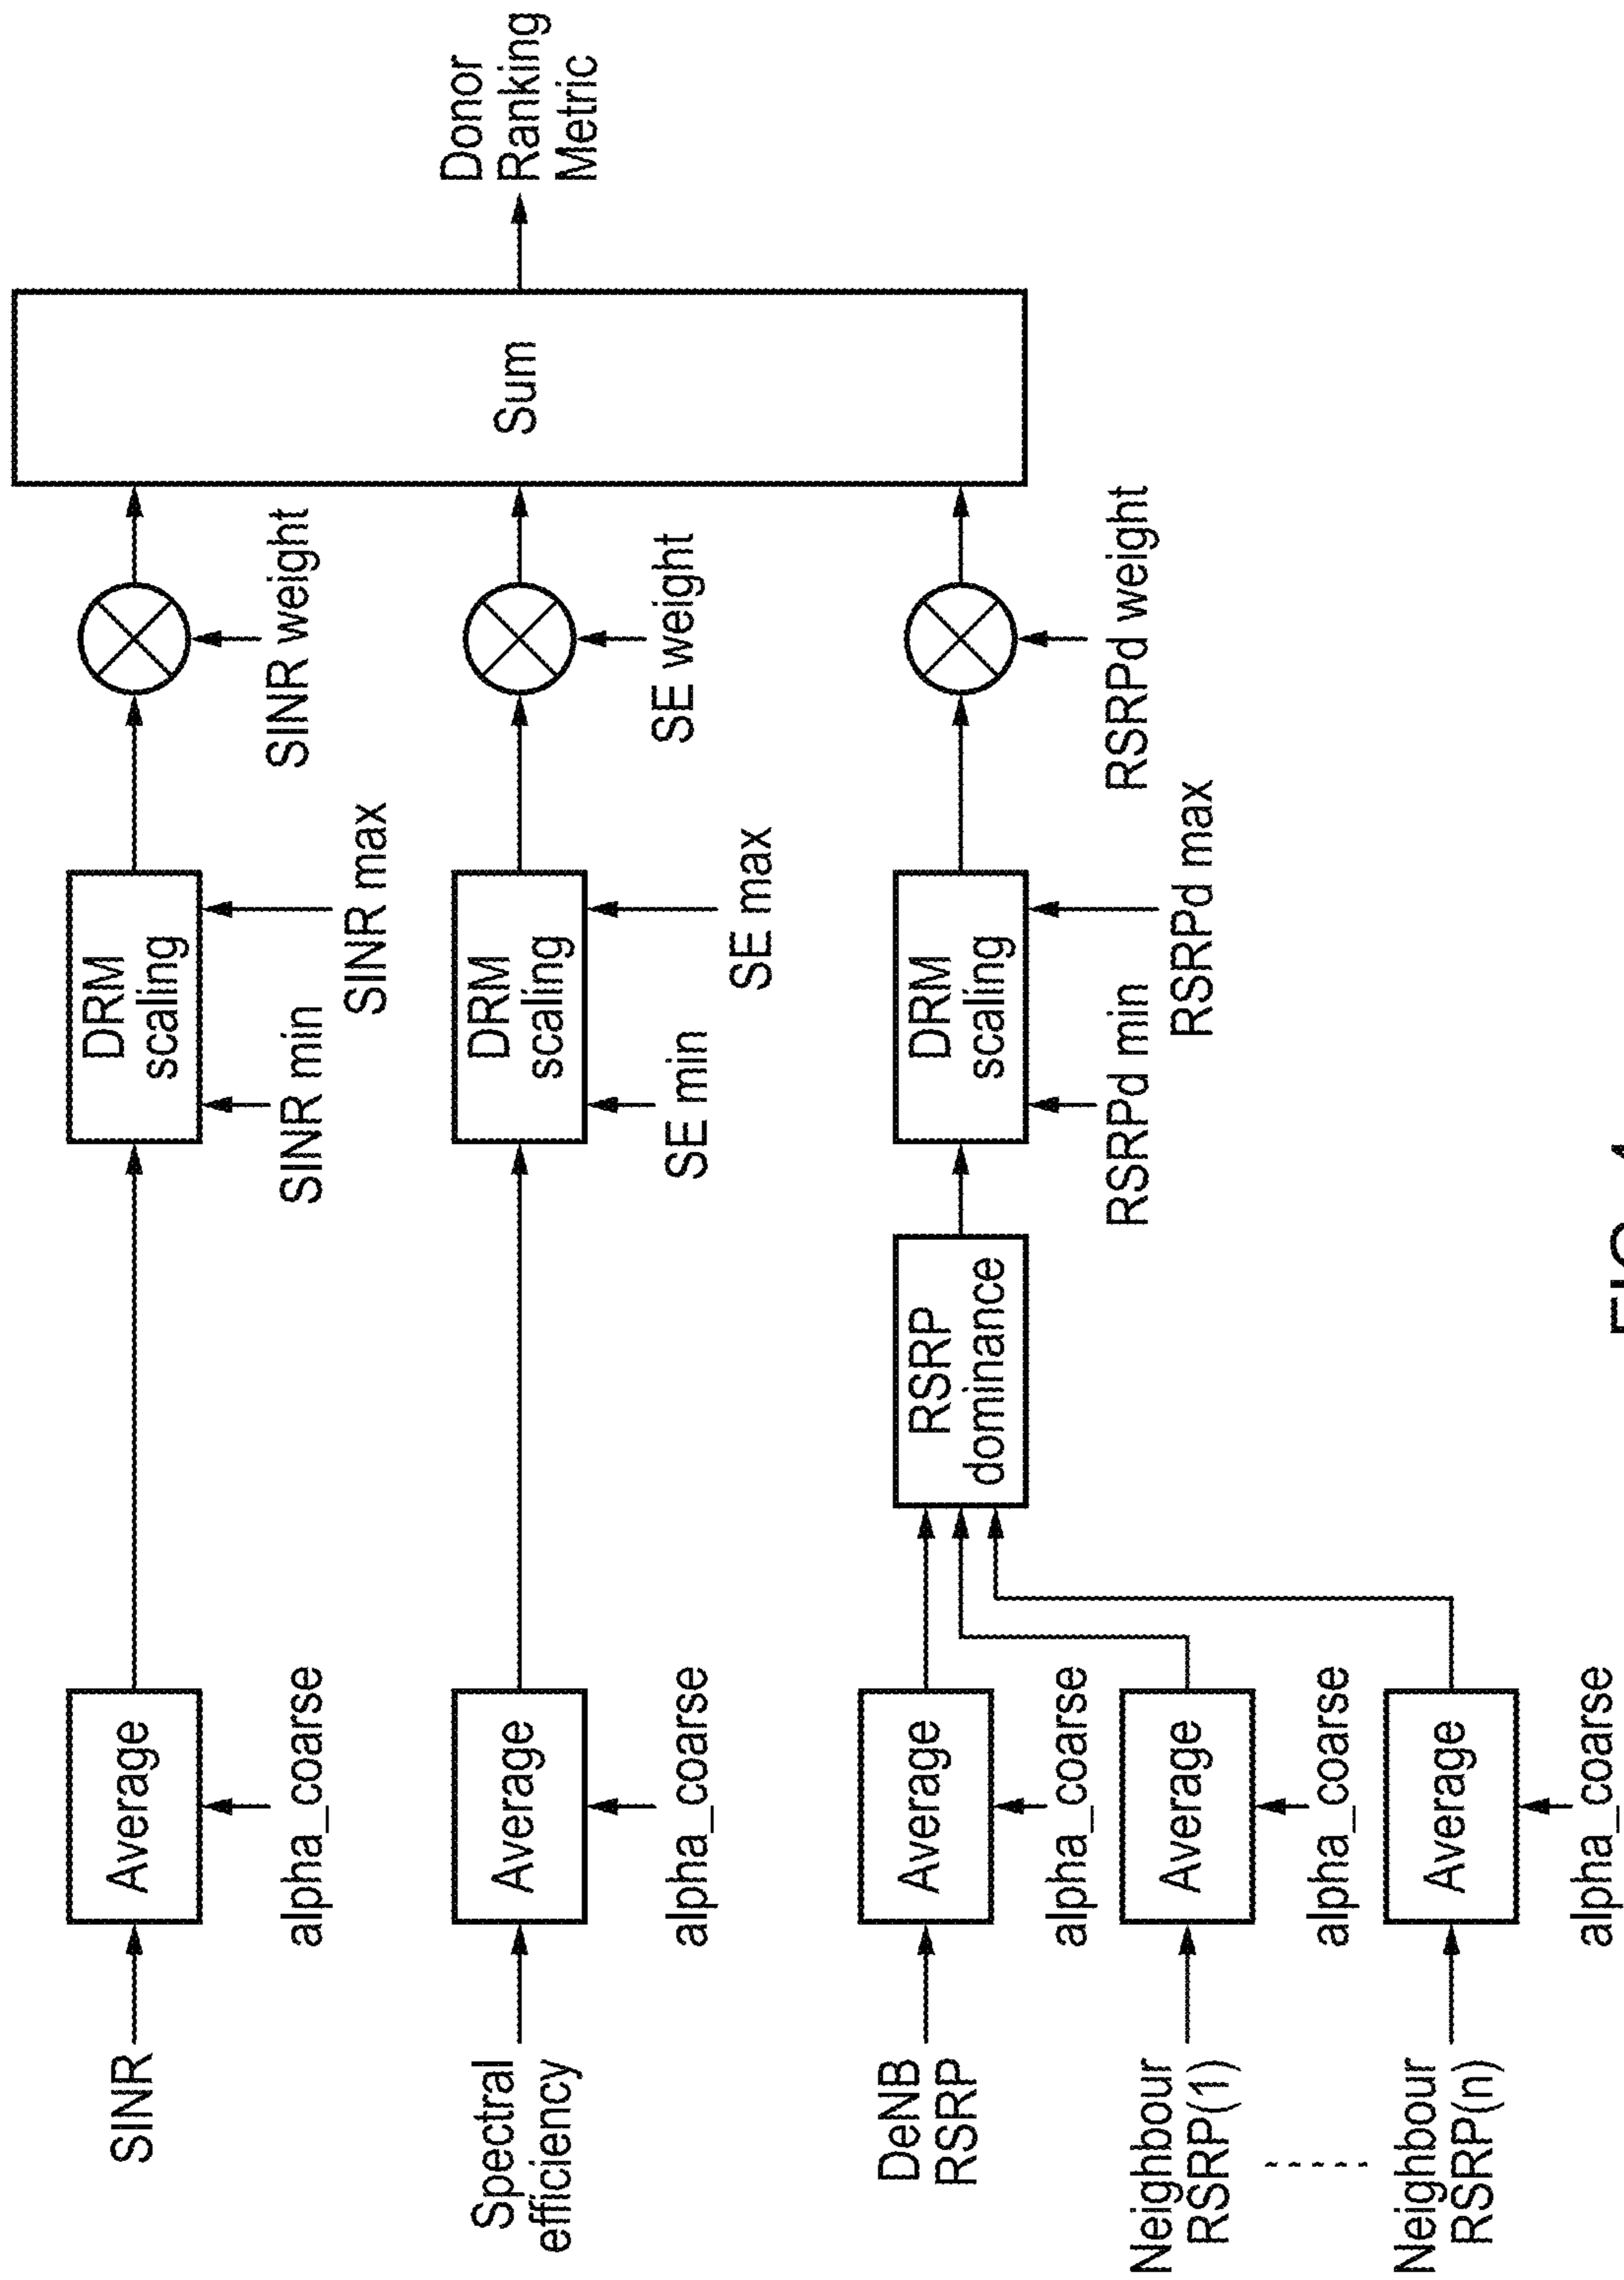 SINR
Average
alpha_coarse
DRM
scaling
SINR min
SINR max
SINR weight
Spectral
efficiency
Average
alpha_coarse
DRM
scaling
SE min
SE max
SE weight
Sum
Donor
Ranking
Metric
DeNB
RSRP
Average
alpha_coarse
Neighbour
RSRP(1)
Average
alpha_coarse
Neighbour
RSRP(n)
Average
alpha_coarse
RSRP
dominance
DRM
scaling
RSRPd min
RSRPd max
RSRPd weight